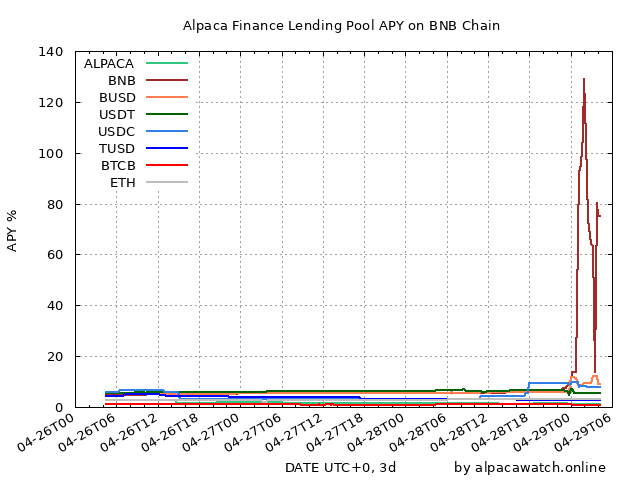 Alpaca Finance Lending Pool APY on BNB Chain
140
120
100
80
60
40
20
0
APY %
ALPACA
BNB
BUSD
USDT
USDC
TUSD
BTCB
ETH
04-26T00
04-26T06
04-26T12
04-26T18
04-27T00
04-27T06
04-27T12
04-27T18
04-28T00
04-28T06
04-28T12
04-28T18
04-29T00
04-29T06
DATE UTC+0, 3d
by alpacawatch.online